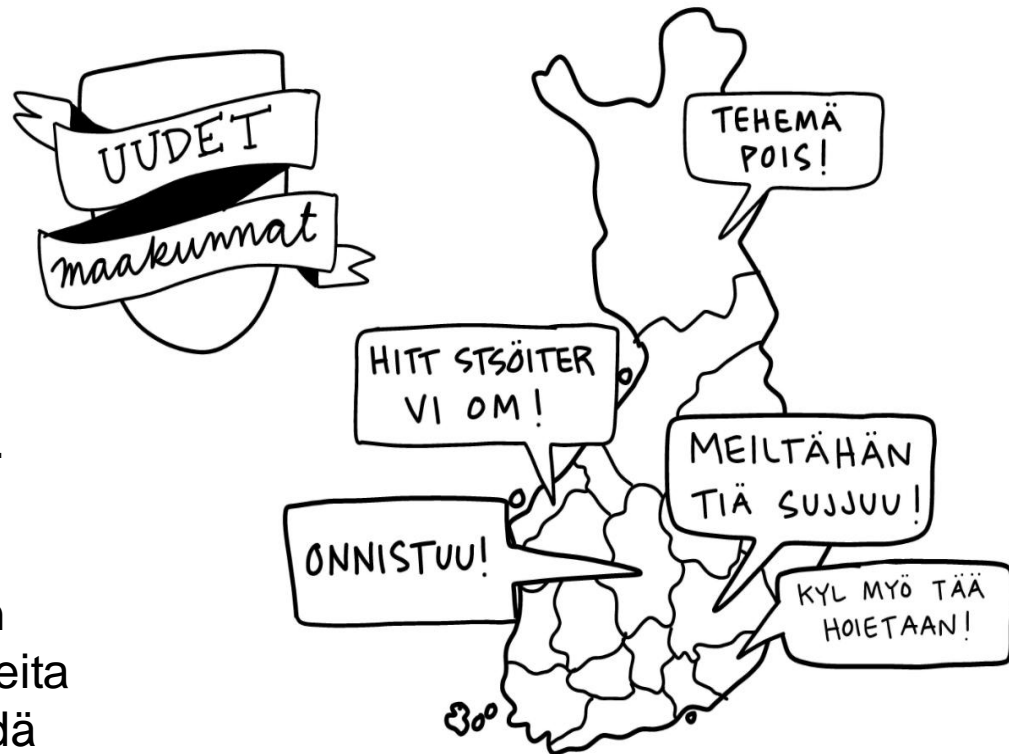 UUDET
maakunnat
TEHEMÄ
POIS!
HITT STSÖITER
VI OM!
MEILTÄHÄN
TIÄ SUJJUU!
ONNISTUU!
KYL MYÖ TÄÄ
HOIETAAN!
.
n
eita
dä